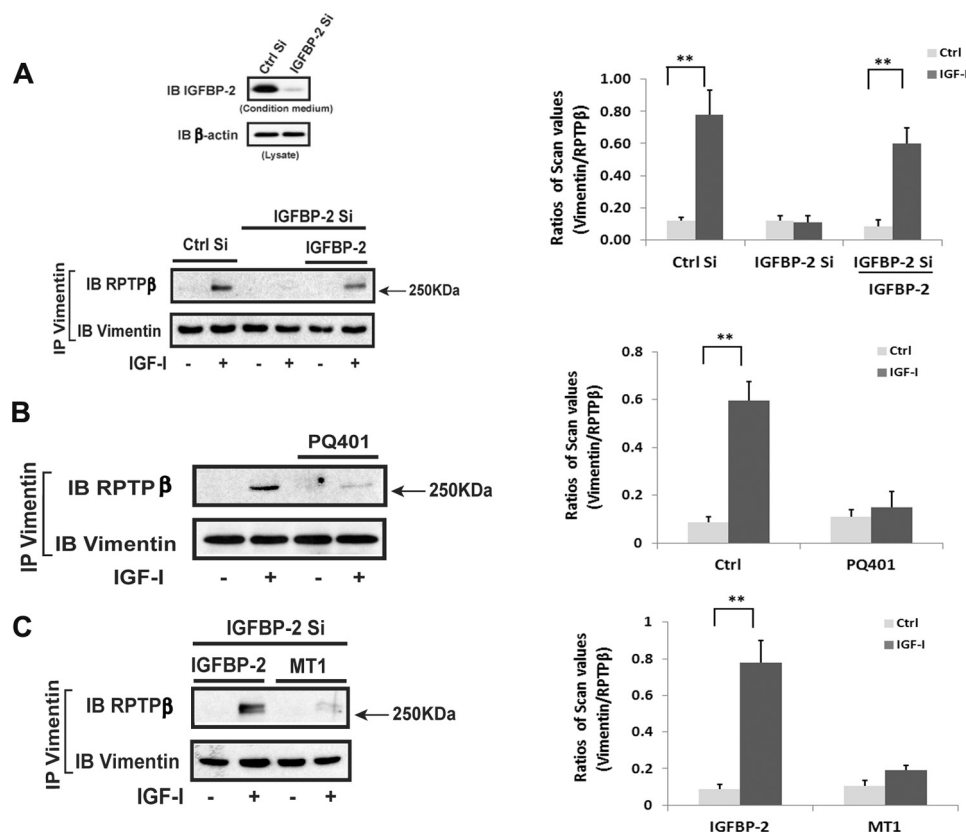 A
Ctrl Si
IGFBP-2 Si
IB IGFBP-2
(Condition medium)
IB β-actin
(Lysate)
IGFBP-2 Si
Ctrl Si
IGFBP-2
IP Vimentin
IB RPTPβ
250KDa
IB Vimentin
IGF-I - + - + - +
Ratios of Scan values
(Vimentin/RPTPβ)
1.00
0.80
0.60
0.40
0.20
0.00
**
**
Ctrl
IGF-I
Ctrl Si
IGFBP-2 Si
IGFBP-2 Si
IGFBP-2
B
PQ401
IP Vimentin
IB RPTP β
250KDa
IB Vimentin
IGF-I - + - +
Ratios of Scan values
(Vimentin/RPTPβ)
0.8
0.6
0.4
0.2
0
**
Ctrl
IGF-I
Ctrl
PQ401
C
IGFBP-2 Si
IGFBP-2
MT1
IP Vimentin
IB RPTPβ
250KDa
IB Vimentin
IGF-I - + - +
Ratios of Scan values
(Vimentin/RPTPβ)
1
0.8
0.6
0.4
0.2
0
**
Ctrl
IGF-I
IGFBP-2
MT1